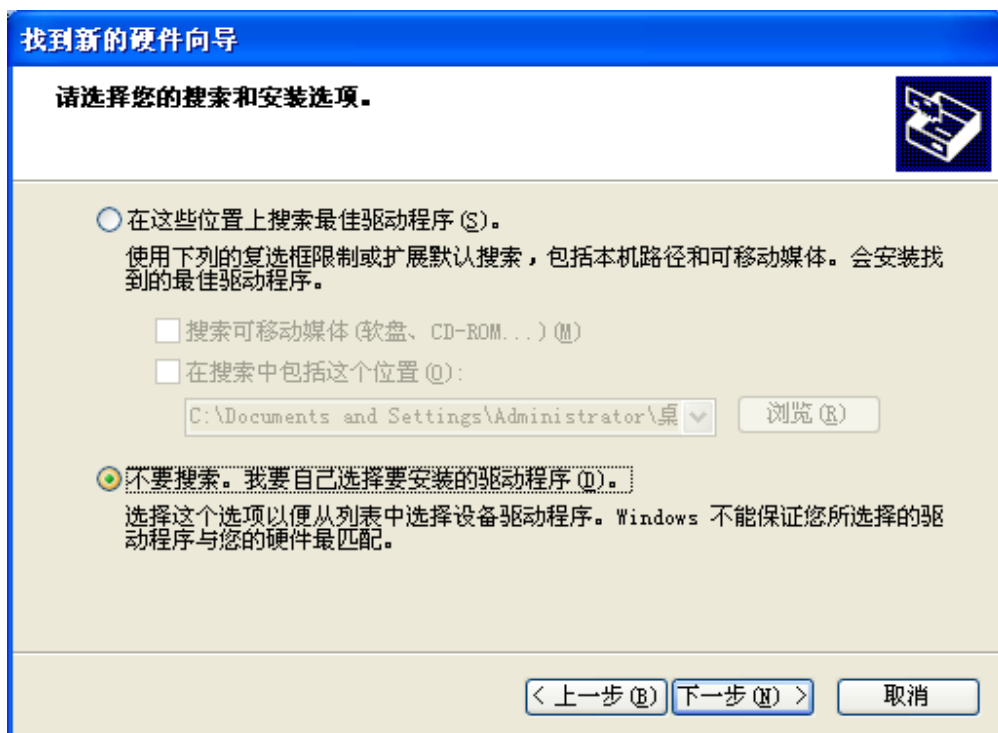 找到新的硬件向导
请选择您的搜索和安装选项。
在这些位置上搜索最佳驱动程序(S)。
使用下列的复选框限制或扩展默认搜索，包括本机路径和可移动媒体。会安装找
到的最佳驱动程序。
搜索可移动媒体(软盘、CD-ROM...)(M)
在搜索中包括这个位置(O):
C:\Documents and Settings\Administrator\桌
浏览(R)
不要搜索。我要自己选择要安装的驱动程序(D)。
选择这个选项以便从列表中选择设备驱动程序。Windows 不能保证您所选择的驱
动程序与您的硬件最匹配。
< 上一步(B) 下一步(N) > 取消